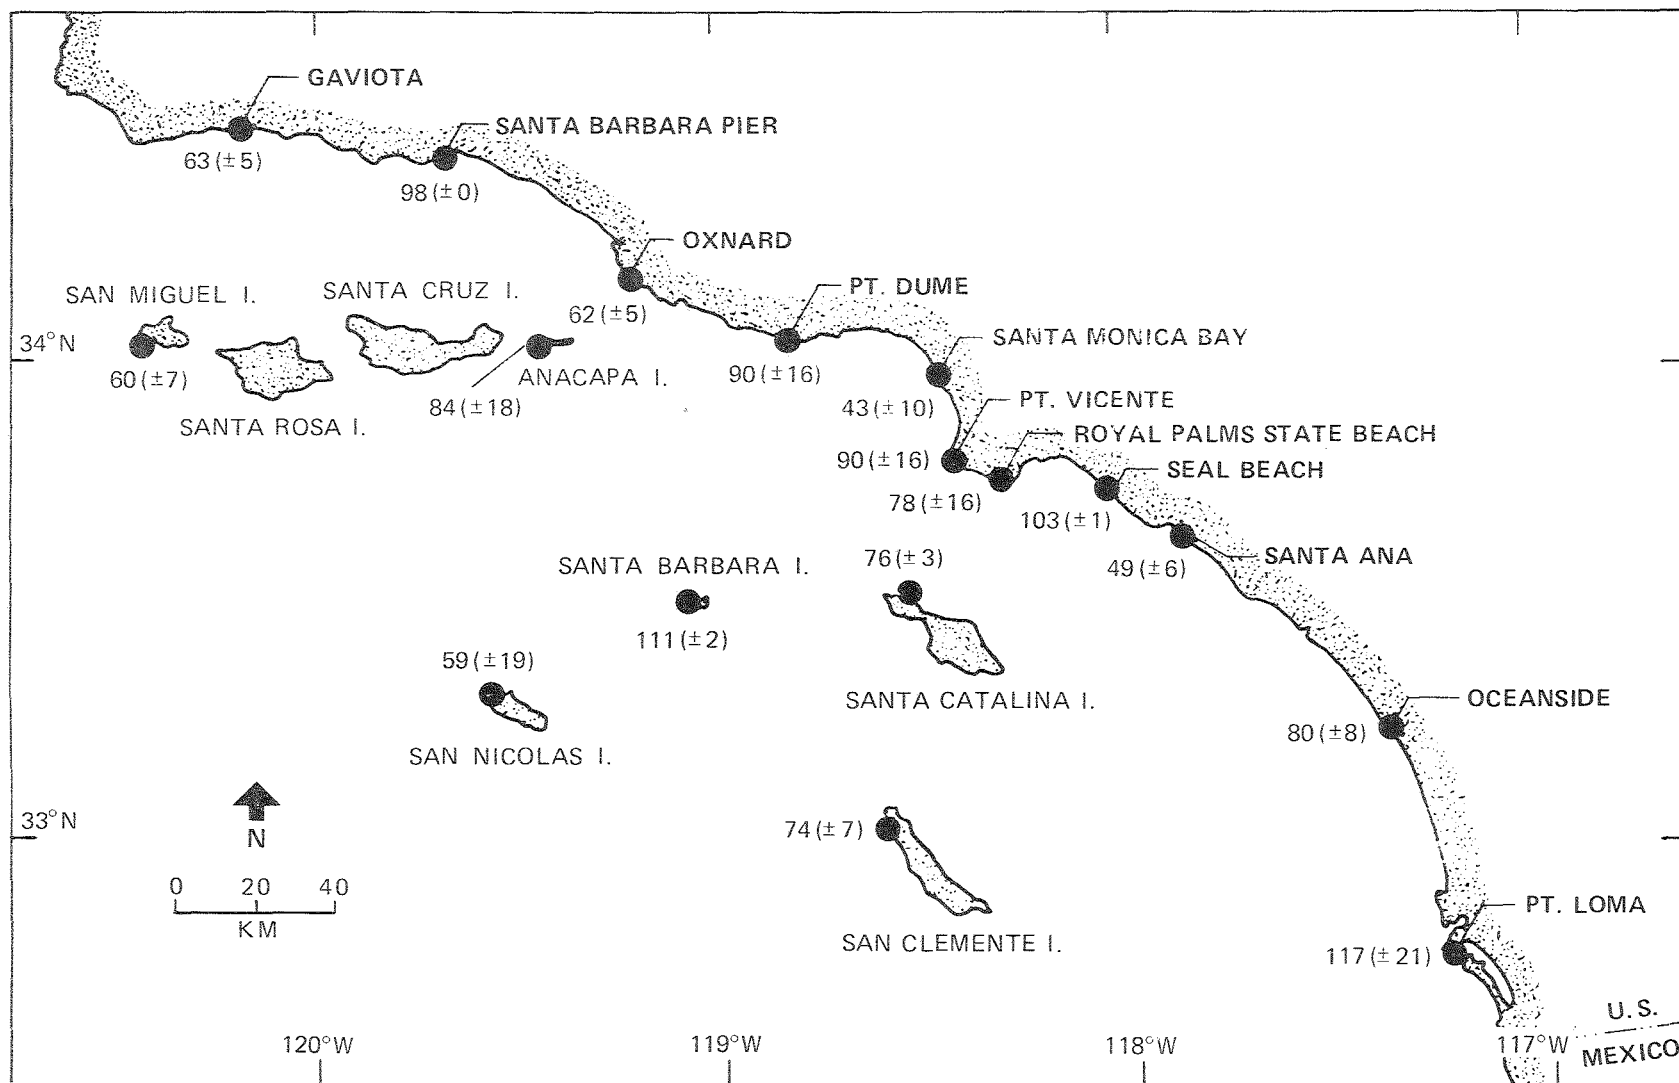 GAVIOTA
63 (±5)
SANTA BARBARA PIER
98 (±0)
OXNARD
62 (±5)
SAN MIGUEL I.
60 (±7)
SANTA ROSA I.
SANTA CRUZ I.
ANACAPA I.
84 (±18)
PT. DUME
90 (±16)
SANTA MONICA BAY
43 (±10)
PT. VICENTE
90 (±16)
ROYAL PALMS STATE BEACH
78 (±16)
SEAL BEACH
103 (±1)
SANTA ANA
49 (±6)
34°N
SANTA BARBARA I.
111 (±2)
76 (±3)
SANTA CATALINA I.
59 (±19)
SAN NICOLAS I.
OCEANSIDE
80 (±8)
33°N
N
0 20 40
KM
74 (±7)
SAN CLEMENTE I.
PT. LOMA
117 (±21)
U.S.
MEXICO
120°W
119°W
118°W
117°W